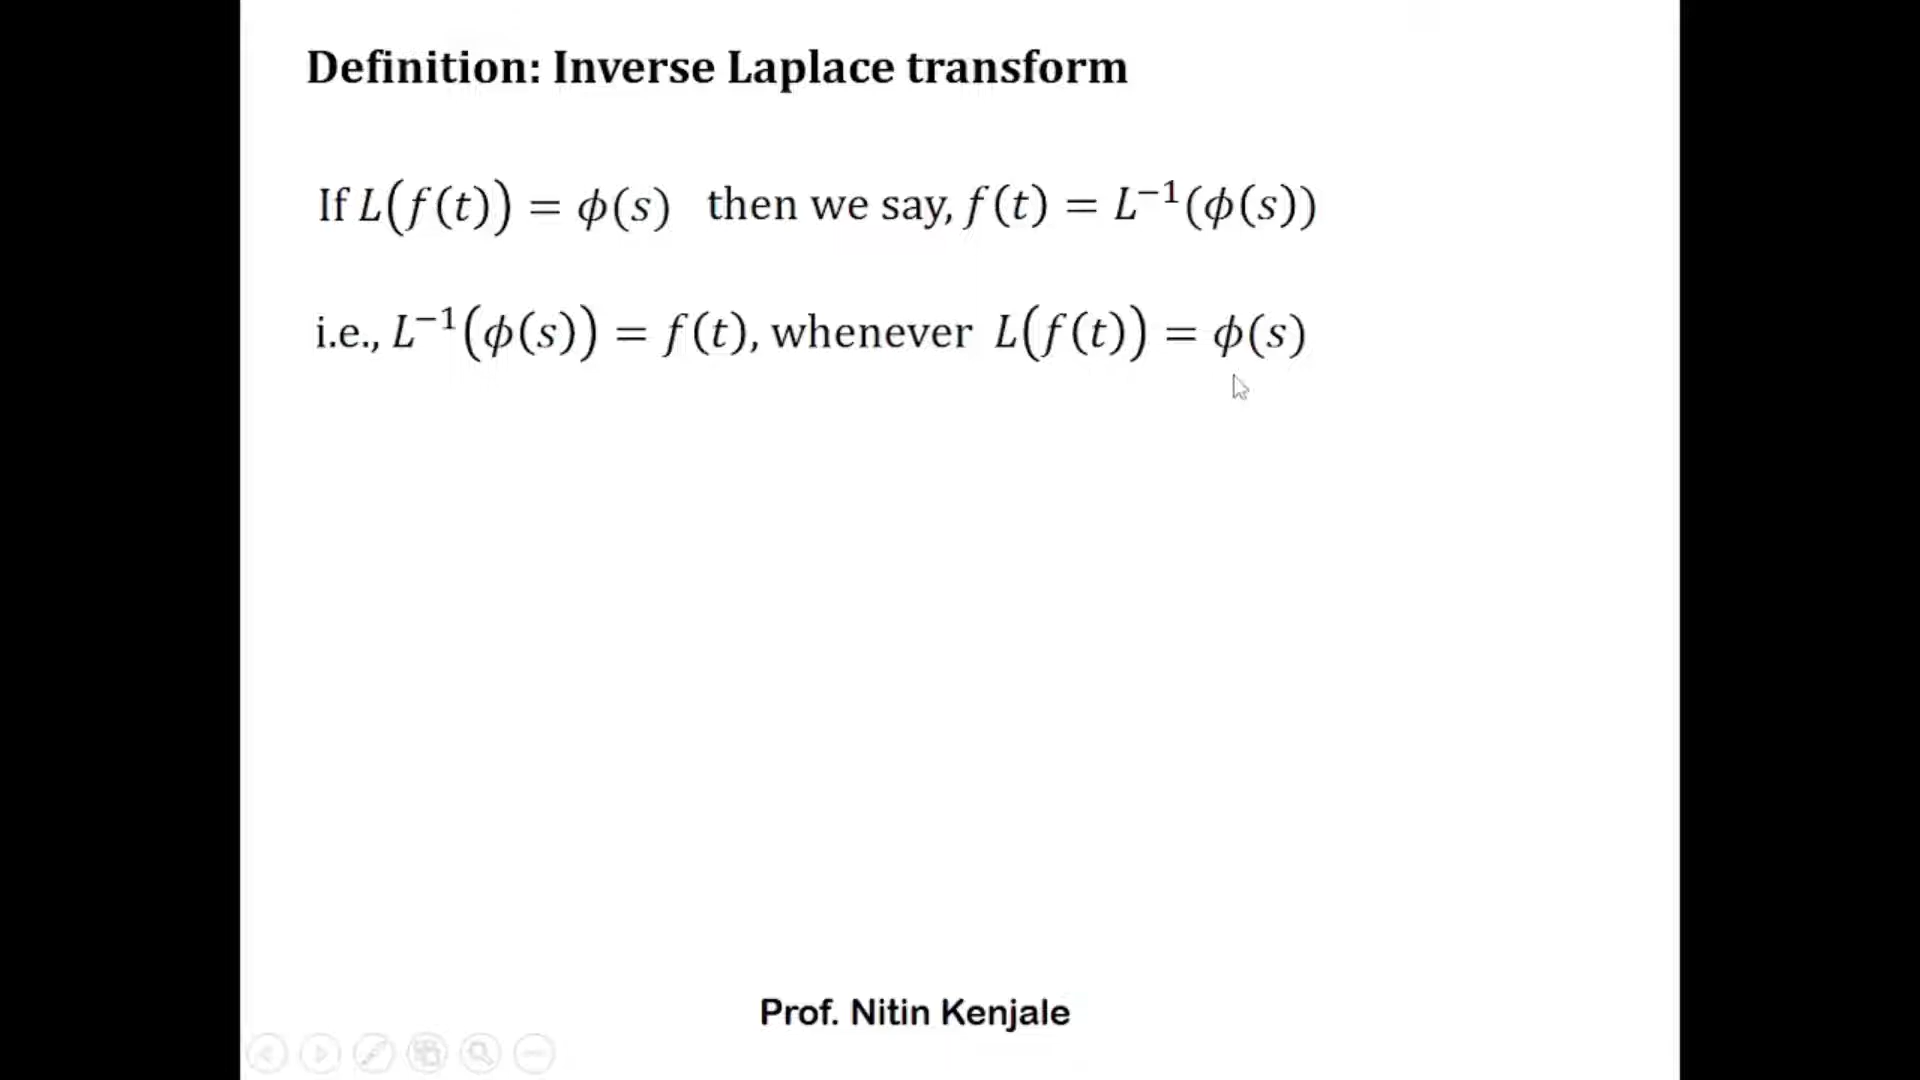 Definition: Inverse Laplace transform
If L(f(t)) = ϕ(s) then we say, f(t) = L⁻¹(ϕ(s))
i.e., L⁻¹(ϕ(s)) = f(t), whenever L(f(t)) = ϕ(s)
Prof. Nitin Kenjale